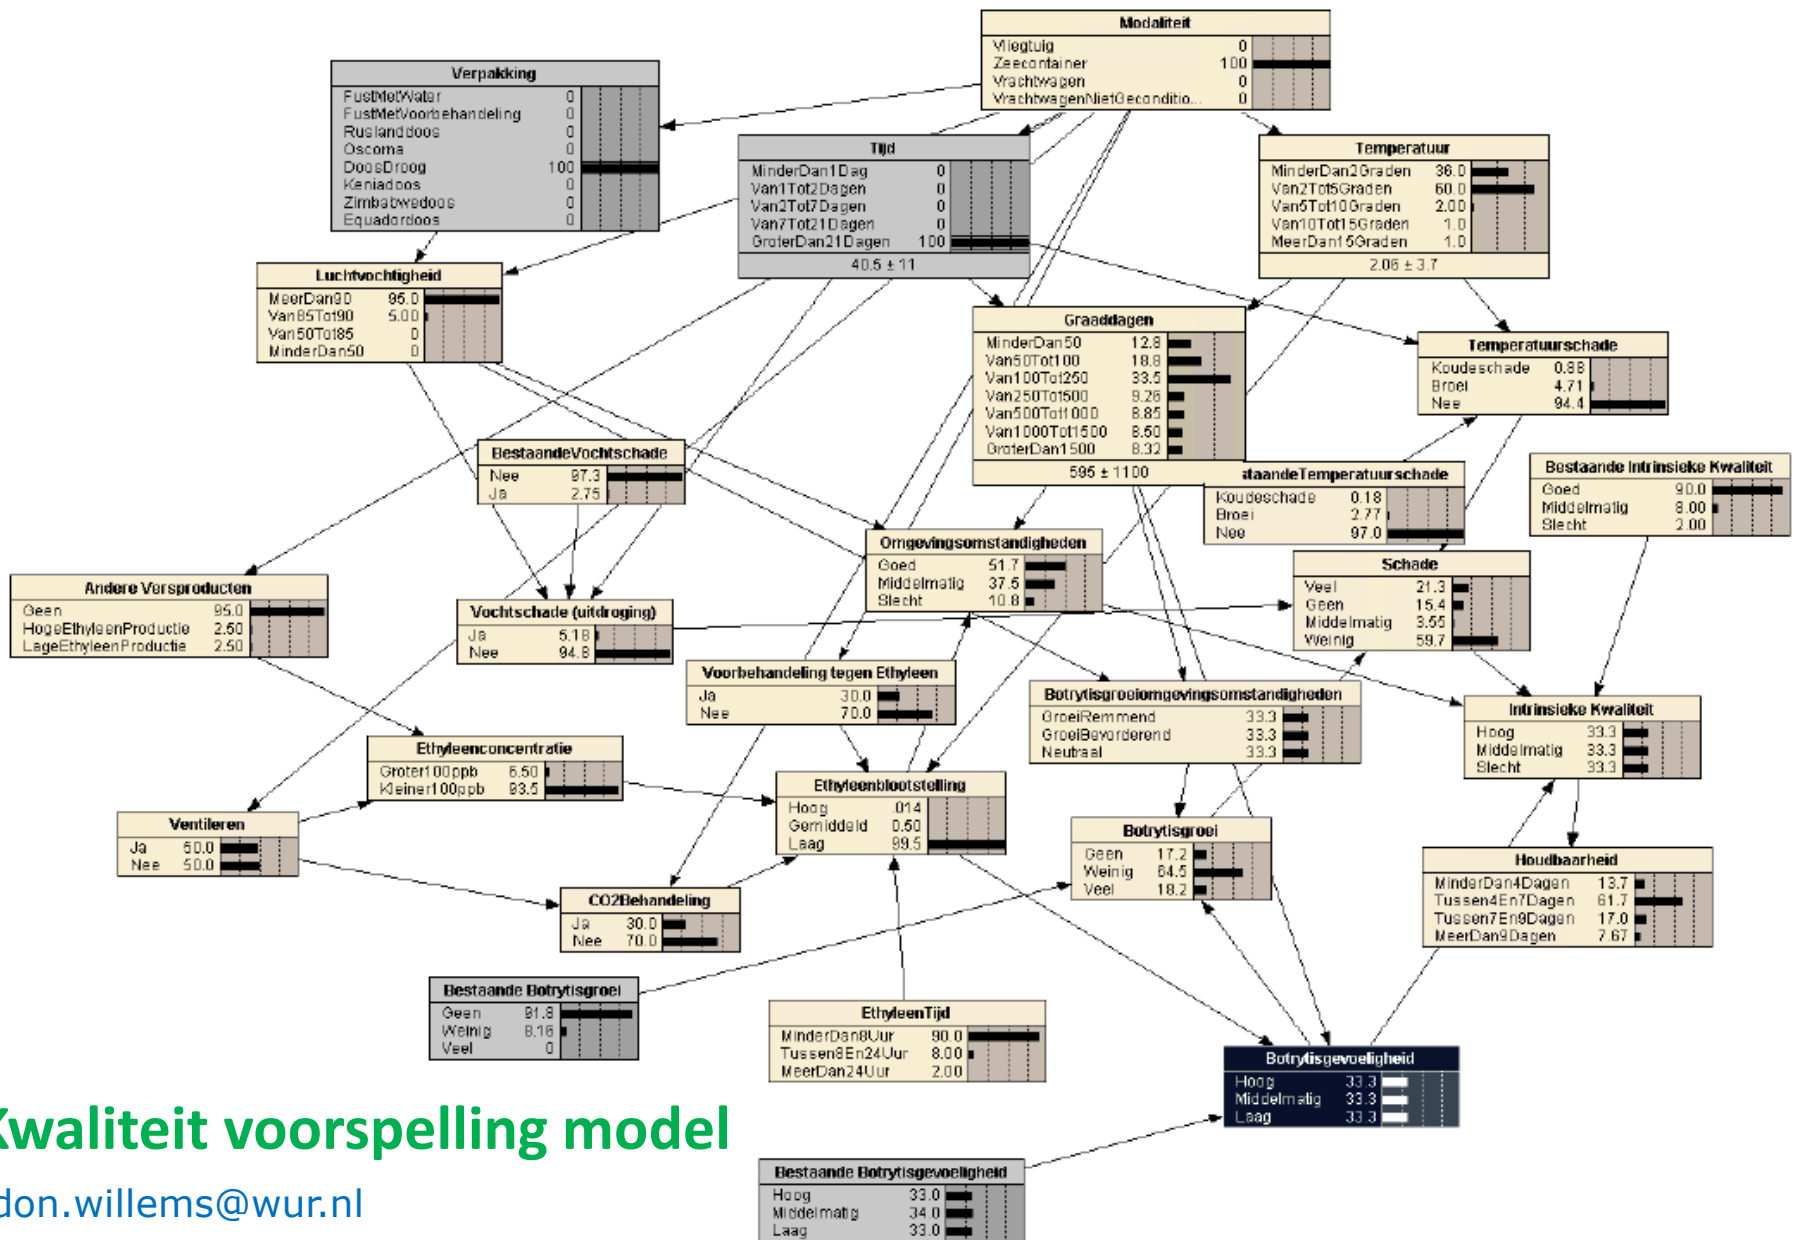 Modaliteit
Vliegtuig 0
Zeecontainer 100
Vrachtwagen 0
VrachtwagenNietGeconditio... 0
Verpakking
FustMetWater 0
FustMetVoorbehandeling 0
Ruslanddoos 0
Oscorna 0
DoosDroog 100
Keniadoos 0
Zimbabwedoos 0
Equadordoos 0
Tijd
MinderDan1Dag 0
Van1Tot2Dagen 0
Van2Tot7Dagen 0
Van7Tot21Dagen 0
GroterDan21Dagen 100
40.5 ± 11
Temperatuur
MinderDan2Graden 36.0
Van2Tot5Graden 60.0
Van5Tot10Graden 2.00
Van10Tot15Graden 1.0
MeerDan15Graden 1.0
2.06 ± 3.7
Luchtvochtigheid
MeerDan90 95.0
Van85Tot90 5.00
Van50Tot85 0
MinderDan50 0
Graaddagen
MinderDan50 12.8
Van50Tot100 18.8
Van100Tot250 33.5
Van250Tot500 9.26
Van500Tot1000 8.85
Van1000Tot1500 8.50
GroterDan1500 8.32
595 ± 1100
Temperatuurschade
Koudeschade 0.88
Broei 4.71
Nee 94.4
BestaandeVochtschade
Nee 97.3
Ja 2.75
staandeTemperatuurschade
Koudeschade 0.18
Broei 2.77
Nee 97.0
Bestaande Intrinsieke Kwaliteit
Goed 90.0
Middelmatig 8.00
Slecht 2.00
Omgevingsomstandigheden
Goed 51.7
Middelmatig 37.5
Slecht 10.8
Schade
Veel 21.3
Geen 15.4
Middelmatig 3.55
Weinig 59.7
Andere Versproducten
Geen 95.0
HogeEthyleenProductie 2.50
LageEthyleenProductie 2.50
Vochtschade (uitdroging)
Ja 5.18
Nee 94.8
Voorbehandeling tegen Ethyleen
Ja 30.0
Nee 70.0
Botrytisgroeiomgevingsomstandigheden
GroeiRemmend 33.3
GroeiBevorderend 33.3
Neutraal 33.3
Intrinsieke Kwaliteit
Hoog 33.3
Middelmatig 33.3
Slecht 33.3
Ethyleenconcentratie
Groter100ppb 6.50
Kleiner100ppb 93.5
Ethyleenblootstelling
Hoog .014
Gemiddeld 0.50
Laag 99.5
Ventileren
Ja 50.0
Nee 50.0
Botrytisgroei
Geen 17.2
Weinig 64.5
Veel 18.2
Houdbaarheid
MinderDan4Dagen 13.7
Tussen4En7Dagen 61.7
Tussen7En9Dagen 17.0
MeerDan9Dagen 7.67
CO2Behandeling
Ja 30.0
Nee 70.0
Bestaande Botrytisgroei
Geen 91.8
Weinig 8.16
Veel 0
EthyleenTijd
MinderDan8Uur 90.0
Tussen8En24Uur 8.00
MeerDan24Uur 2.00
Botrytisgevoeligheid
Hoog 33.3
Middelmatig 33.3
Laag 33.3
Kwaliteit voorspelling model
don.willems@wur.nl
Bestaande Botrytisgevoeligheid
Hoog 33.0
Middelmatig 34.0
Laag 33.0